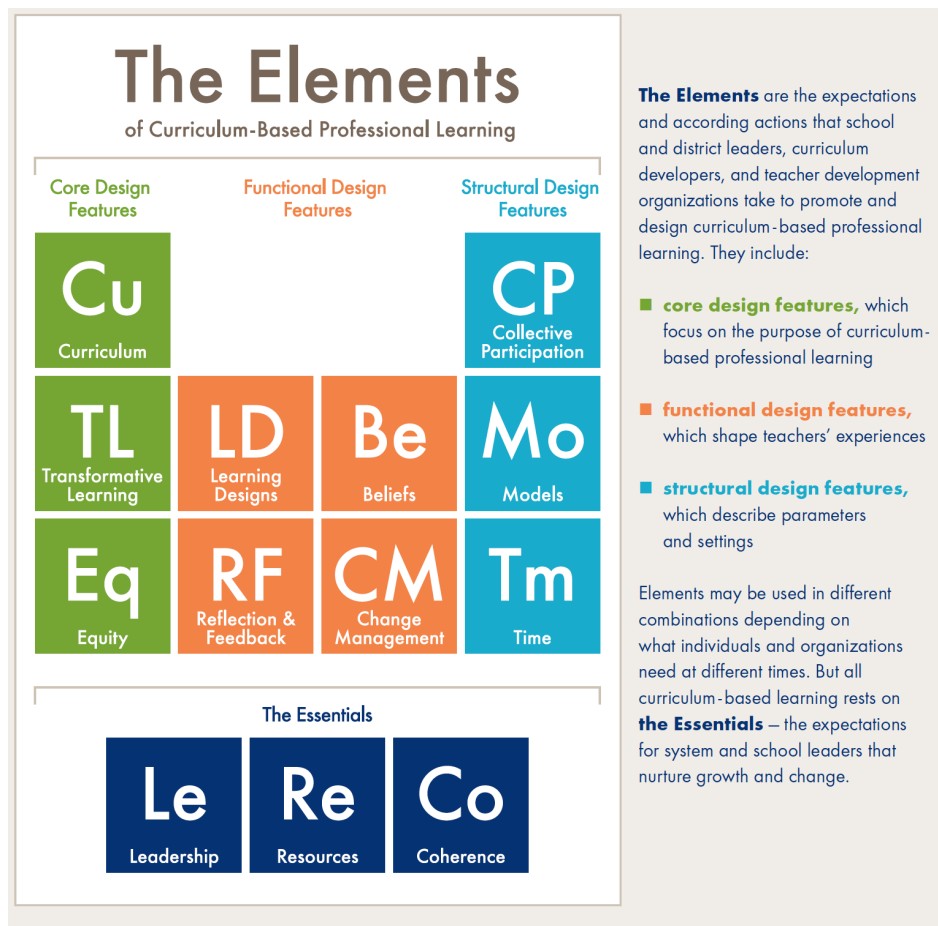 The Elements
of Curriculum-Based Professional Learning
Core Design
Features
Functional Design
Features
Structural Design
Features
Cu
Curriculum
CP
Collective
Participation
TL
Transformative
Learning
LD
Learning
Designs
Be
Beliefs
Mo
Models
Eq
Equity
RF
Reflection &
Feedback
CM
Change
Management
Tm
Time
The Essentials
Le
Leadership
Re
Resources
Co
Coherence
The Elements are the expectations
and according actions that school
and district leaders, curriculum
developers, and teacher development
organizations take to promote and
design curriculum-based professional
learning. They include:
core design features, which
focus on the purpose of curriculum-
based professional learning
functional design features,
which shape teachers’ experiences
structural design features,
which describe parameters
and settings
Elements may be used in different
combinations depending on
what individuals and organizations
need at different times. But all
curriculum-based learning rests on
the Essentials — the expectations
for system and school leaders that
nurture growth and change.